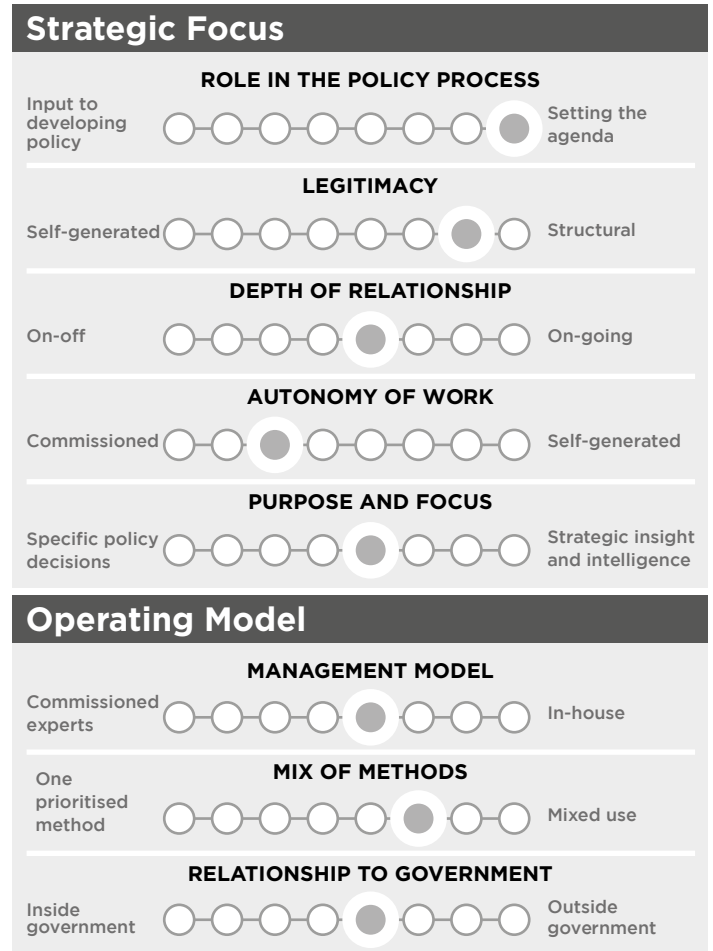 Strategic Focus
ROLE IN THE POLICY PROCESS
Input to
developing
policy
Setting the
agenda
LEGITIMACY
Self-generated
Structural
DEPTH OF RELATIONSHIP
On-off
On-going
AUTONOMY OF WORK
Commissioned
Self-generated
PURPOSE AND FOCUS
Specific policy
decisions
Strategic insight
and intelligence
Operating Model
MANAGEMENT MODEL
Commissioned
experts
In-house
MIX OF METHODS
One
prioritised
method
Mixed use
RELATIONSHIP TO GOVERNMENT
Inside
government
Outside
government